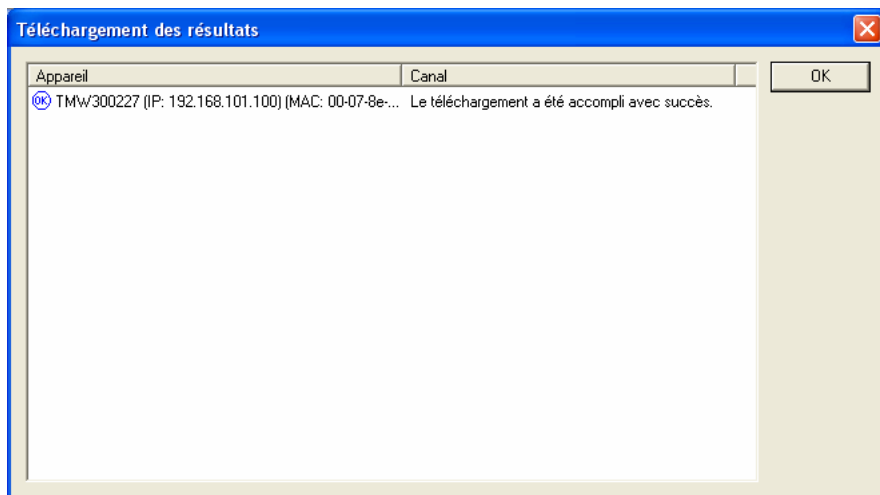 Téléchargement des résultats
Appareil Canal OK
OK TMW300227 (IP: 192.168.101.100) (MAC: 00-07-8e-... Le téléchargement a été accompli avec succès.